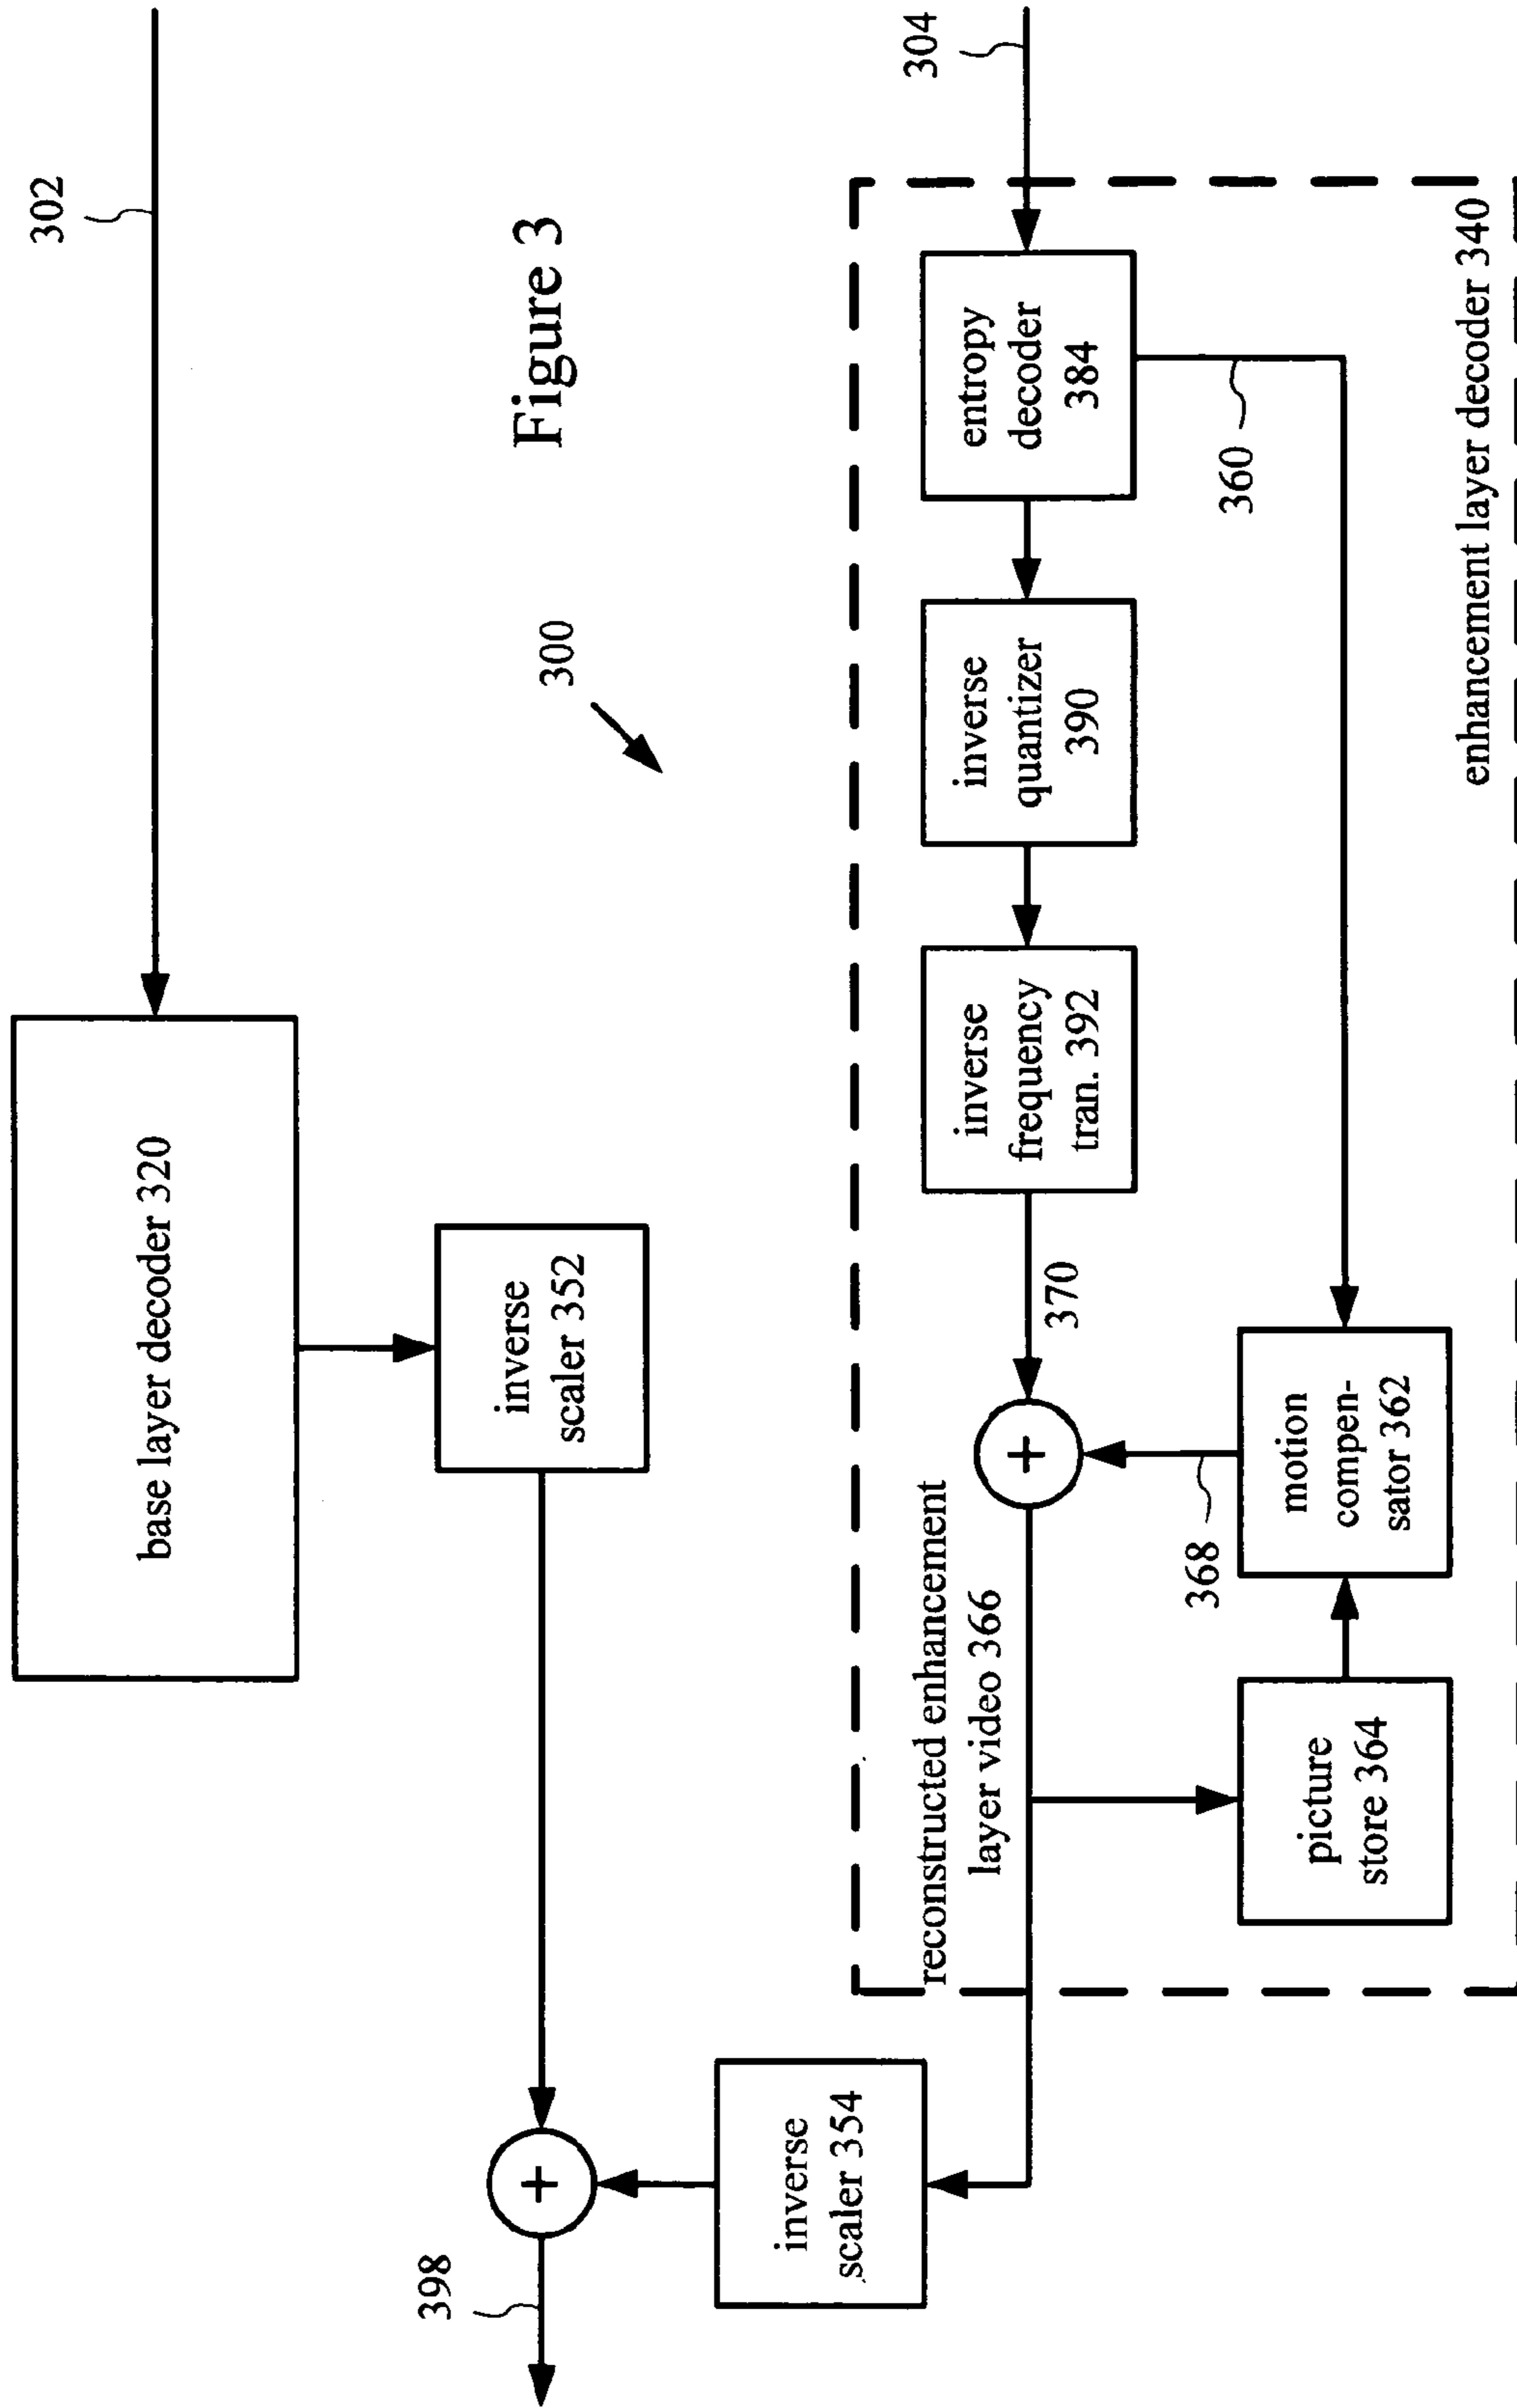 302
base layer decoder 320
398
inverse
scaler 352
Figure 3
300
inverse
scaler 354
304
reconstructed enhancement
layer video 366
370
inverse
frequency
tran. 392
inverse
quantizer
390
entropy
decoder
384
+
+
368
360
picture
store 364
motion
compen-
sator 362
enhancement layer decoder 340